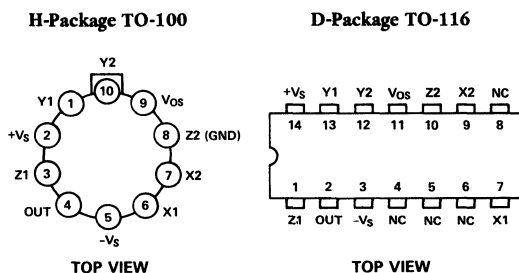 H-Package TO-100
Y2
Y1 1 10 9 VOS
+VS 2 8 Z2 (GND)
Z1 3 7 X2
OUT 4 5 6 X1
-VS
TOP VIEW
D-Package TO-116
+VS Y1 Y2 VOS Z2 X2 NC
14 13 12 11 10 9 8
1 2 3 4 5 6 7
Z1 OUT -VS NC NC NC X1
TOP VIEW